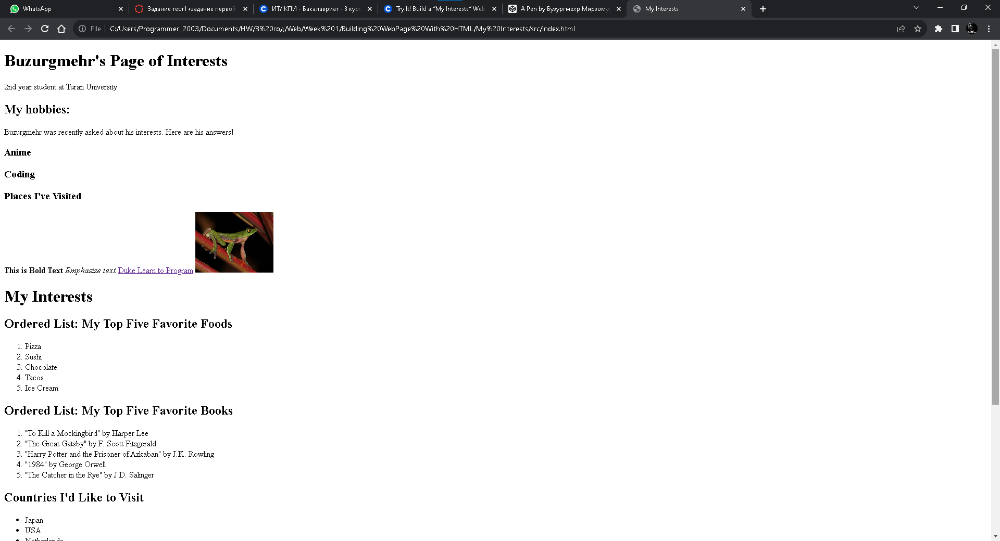 WhatsApp
Задание тест1+задание первой
ИТ/ КПИ - Бакалавриат - 3 курс
Try It! Build a "My Interests" Web
A Pen by Бузургмехр Мирзому
My Interests
File
C:/Users/Programmer_2003/Documents/HW/3%20год/Web/Week%201/Building%20WebPage%20With%20HTML/My%20Interests/src/index.html
Buzurgmehr's Page of Interests
2nd year student at Turan University
My hobbies:
Buzurgmehr was recently asked about his interests. Here are his answers!
Anime
Coding
Places I've Visited
This is Bold Text Emphasize text Duke Learn to Program
My Interests
Ordered List: My Top Five Favorite Foods
1. Pizza
2. Sushi
3. Chocolate
4. Tacos
5. Ice Cream
Ordered List: My Top Five Favorite Books
1. "To Kill a Mockingbird" by Harper Lee
2. "The Great Gatsby" by F. Scott Fitzgerald
3. "Harry Potter and the Prisoner of Azkaban" by J.K. Rowling
4. "1984" by George Orwell
5. "The Catcher in the Rye" by J.D. Salinger
Countries I'd Like to Visit
• Japan
• USA
• Netherlands